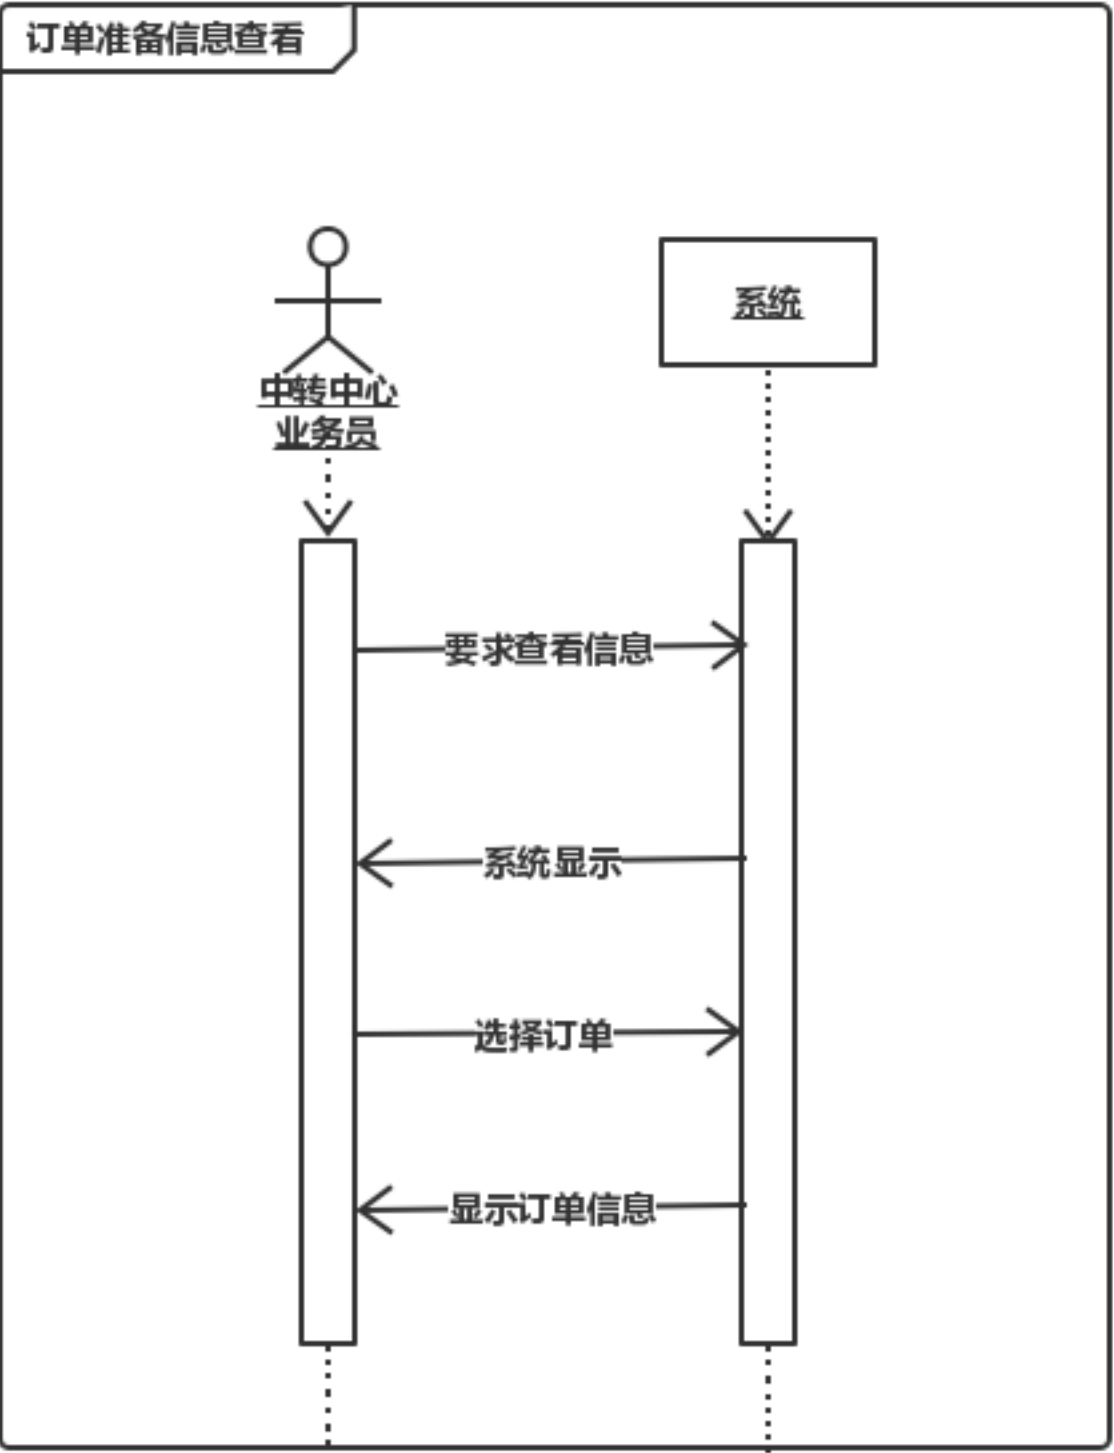 订单准备信息查看
系统
中转中心
业务员
要求查看信息
系统显示
选择订单
显示订单信息